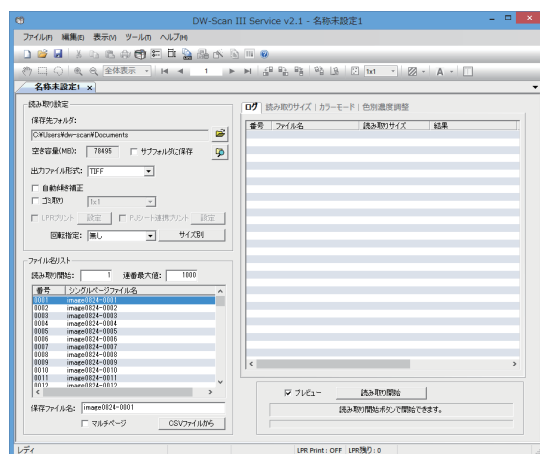 DW-Scan III Service v2.1 - 名称未設定1
ファイル(F) 編集(E) 表示(V) ツール(T) ヘルプ(H)
全体表示 1 1x1 A
名称未設定1 x
読み取り設定
保存先フォルダ:
C:¥Users¥dw-scan¥Documents
空き容量(MB): 78495 サブフォルダに保存
出力ファイル形式: TIFF
自動傾き補正
ゴミ取り 1x1
LPRプリント 設定 PJシート連携プリント 設定
回転指定: 無し サイズ別
ファイル名リスト
読み取り開始: 1 連番最大値: 1000
番号 シングルページファイル名
0001 image0824-0001
0002 image0824-0002
0003 image0824-0003
0004 image0824-0004
0005 image0824-0005
0006 image0824-0006
0007 image0824-0007
0008 image0824-0008
0009 image0824-0009
0010 image0824-0010
0011 image0824-0011
0012 image0824-0012
保存ファイル名: image0824-0001
マルチページ CSVファイルから
ログ 読み取りサイズ カラーモード 色別濃度調整
番号 ファイル名 読み取りサイズ 結果
プレビュー 読み取り開始
読み取り開始ボタンで開始できます。
レディ LPR Print : OFF LPR残り : 0